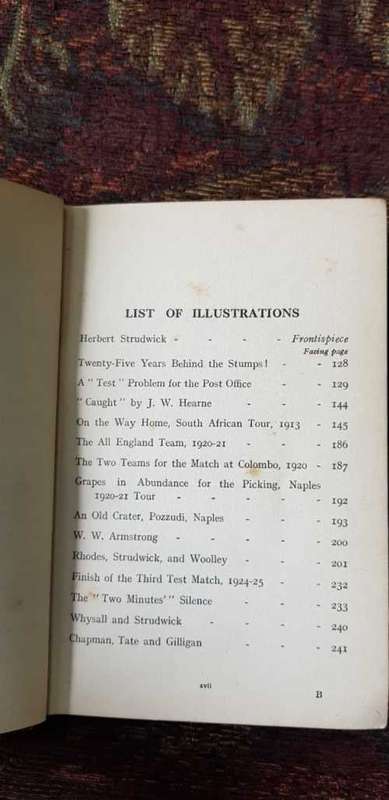 LIST OF ILLUSTRATIONS
Herbert Strudwick - - - - Frontispiece
Facing page
Twenty-Five Years Behind the Stumps! - - 128
A "Test" Problem for the Post Office - - 129
"Caught" by J. W. Hearne - - - 144
On the Way Home, South African Tour, 1913 - 145
The All England Team, 1920-21 - - - 186
The Two Teams for the Match at Colombo, 1920 - 187
Grapes in Abundance for the Picking, Naples
1920-21 Tour - - - - 192
An Old Crater, Pozzudi, Naples - - - 193
W. W. Armstrong - - - - - 200
Rhodes, Strudwick, and Woolley - - - 201
Finish of the Third Test Match, 1924-25 - - 232
The "Two Minutes'" Silence - - - 233
Whysall and Strudwick - - - - 240
Chapman, Tate and Gilligan - - - 241
xvii
B